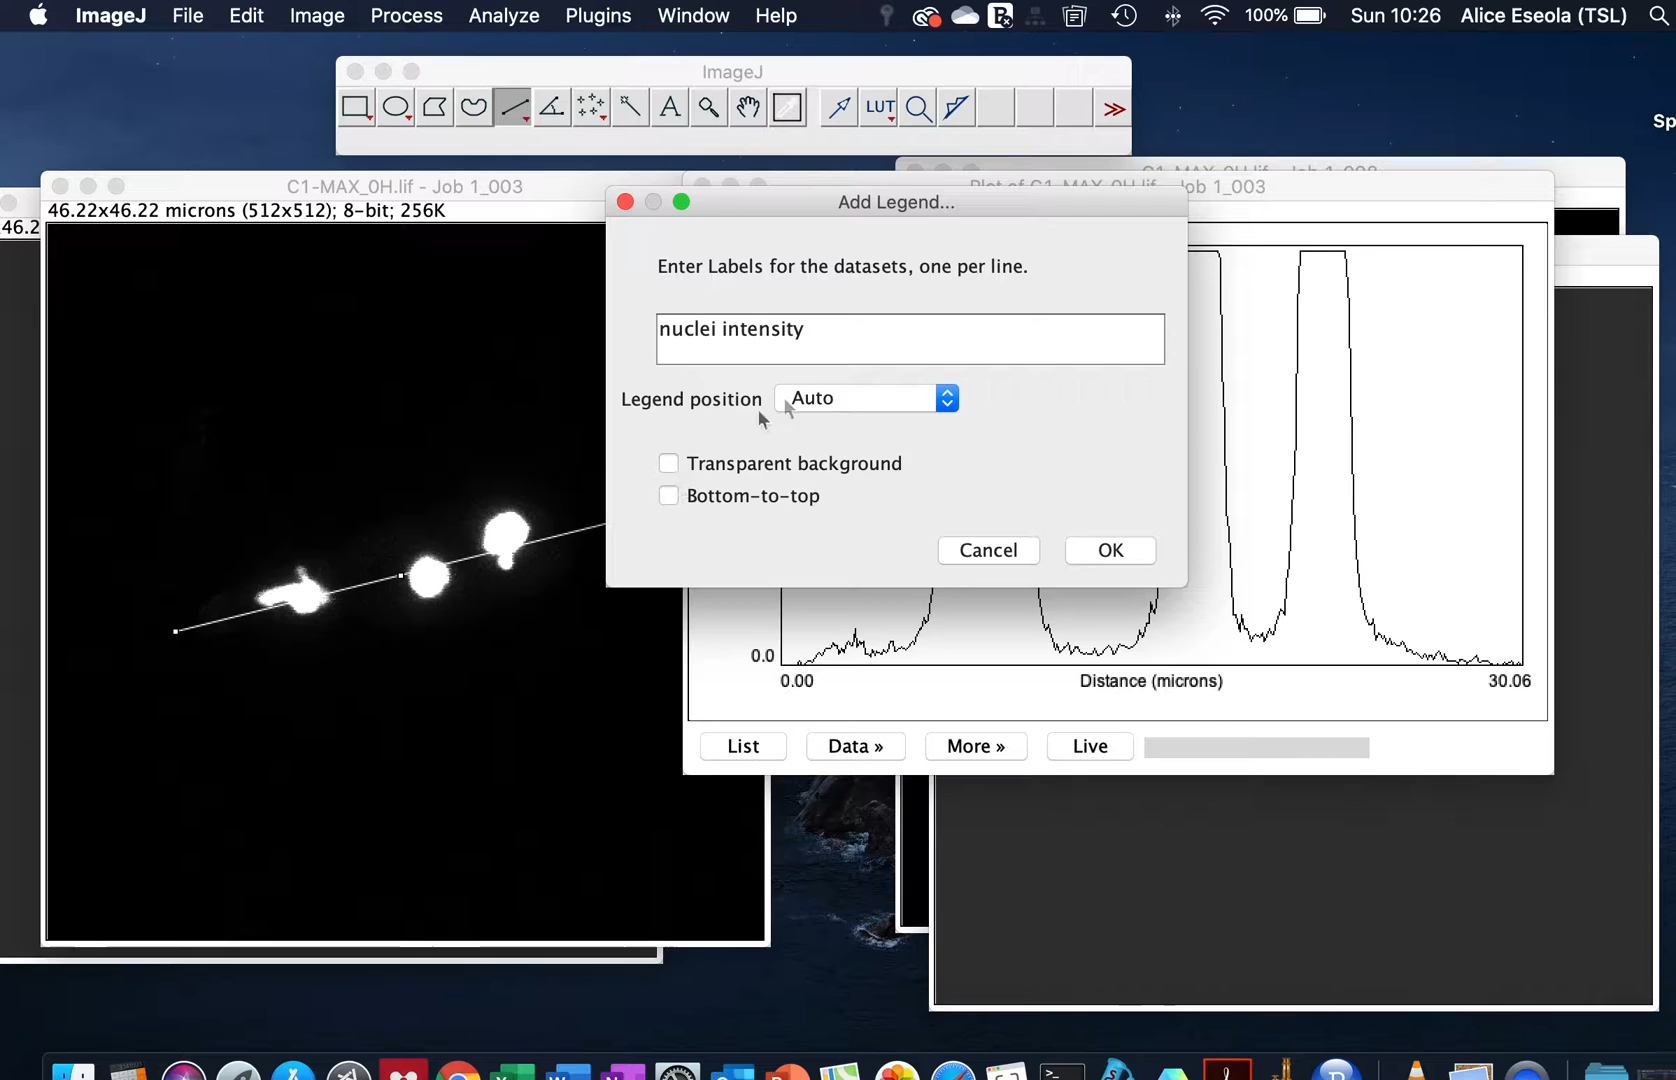 ImageJ File Edit Image Process Analyze Plugins Window Help 100% Sun 10:26 Alice Eseola (TSL)
ImageJ
LUT
Sp
C1-MAX_0H.lif - Job 1_003
46.22x46.22 microns (512x512); 8-bit; 256K
46.2
Add Legend...
Enter Labels for the datasets, one per line.
nuclei intensity
Legend position Auto
Transparent background
Bottom-to-top
Cancel OK
0.0
0.00 Distance (microns) 30.06
List Data » More » Live